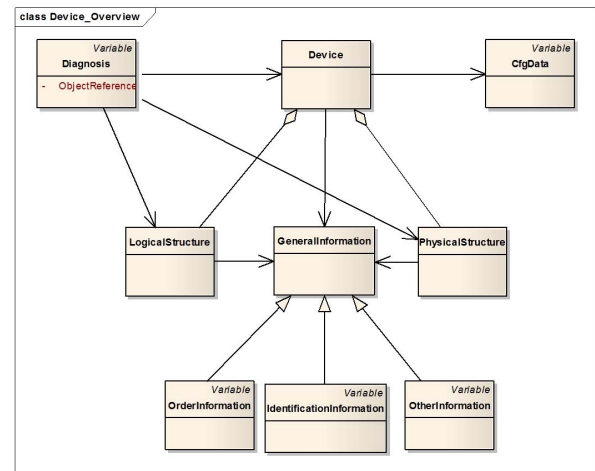 class Device_Overview
Variable
Diagnosis
- ObjectReference
Device
Variable
CfgData
LogicalStructure
GeneralInformation
PhysicalStructure
Variable
OrderInformation
Variable
IdentificationInformation
Variable
OtherInformation